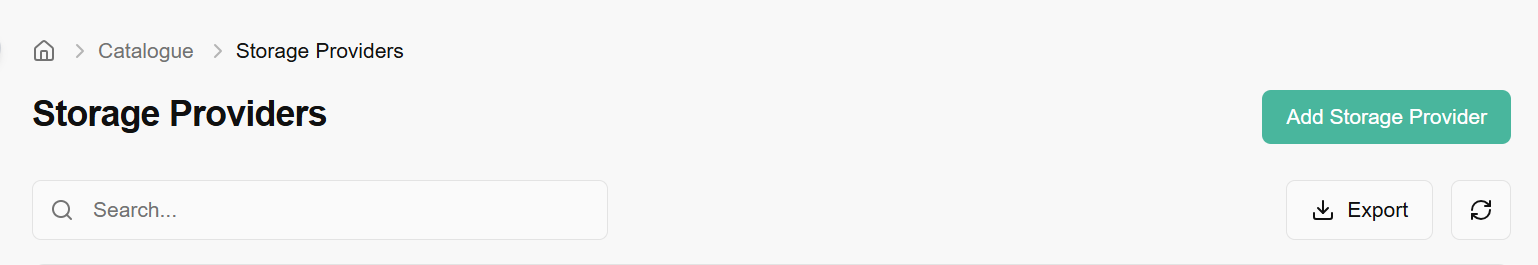 Catalogue Storage Providers
Storage Providers
Add Storage Provider
Search...
Export